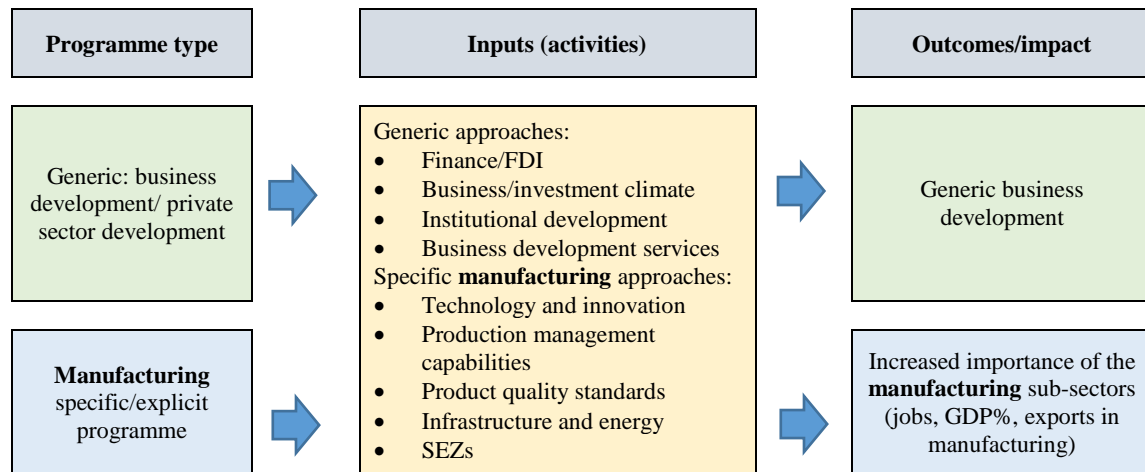 Programme type
Inputs (activities)
Outcomes/impact
Generic: business
development/ private
sector development
Generic approaches:
• Finance/FDI
• Business/investment climate
• Institutional development
• Business development services
Specific manufacturing approaches:
• Technology and innovation
• Production management
capabilities
• Product quality standards
• Infrastructure and energy
• SEZs
Generic business
development
Manufacturing
specific/explicit
programme
Increased importance of the
manufacturing sub-sectors
(jobs, GDP%, exports in
manufacturing)